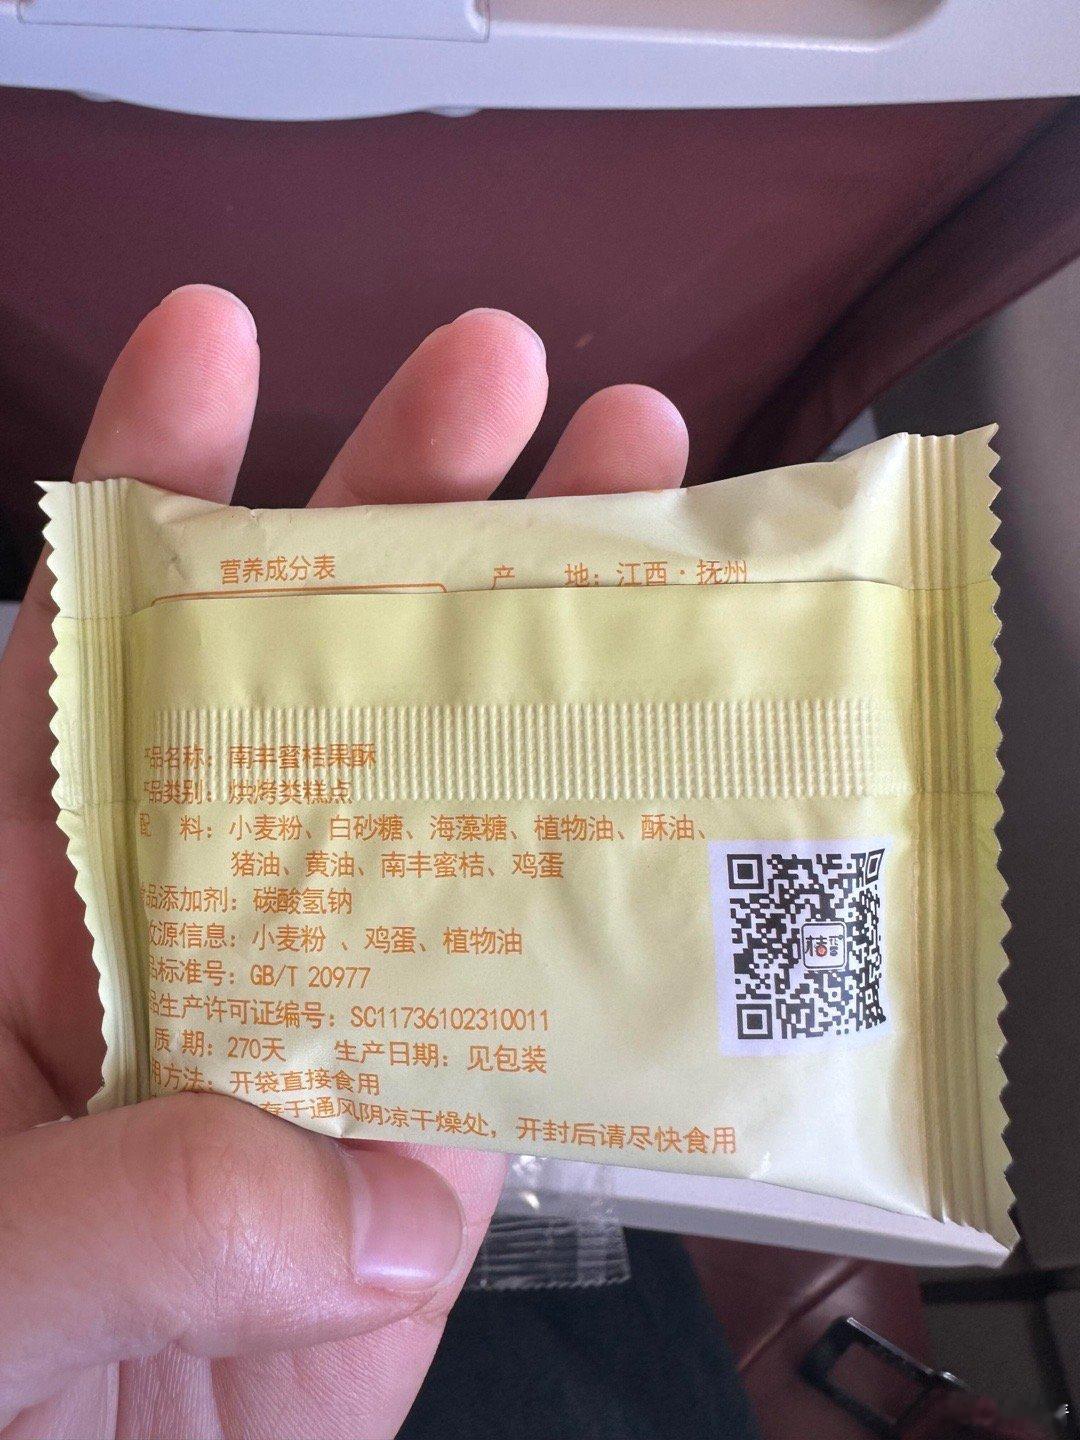 营养成分表
产 地：江西·抚州
品名称：南丰蜜桔果酥
品类别：烘烤类糕点
配 料：小麦粉、白砂糖、海藻糖、植物油、酥油、
猪油、黄油、南丰蜜桔、鸡蛋
品添加剂：碳酸氢钠
源信息：小麦粉 、鸡蛋、植物油
品标准号：GB/T 20977
品生产许可证编号：SC11736102310011
质 期：270天 生产日期：见包装
用方法：开袋直接食用
存于通风阴凉干燥处，开封后请尽快食用